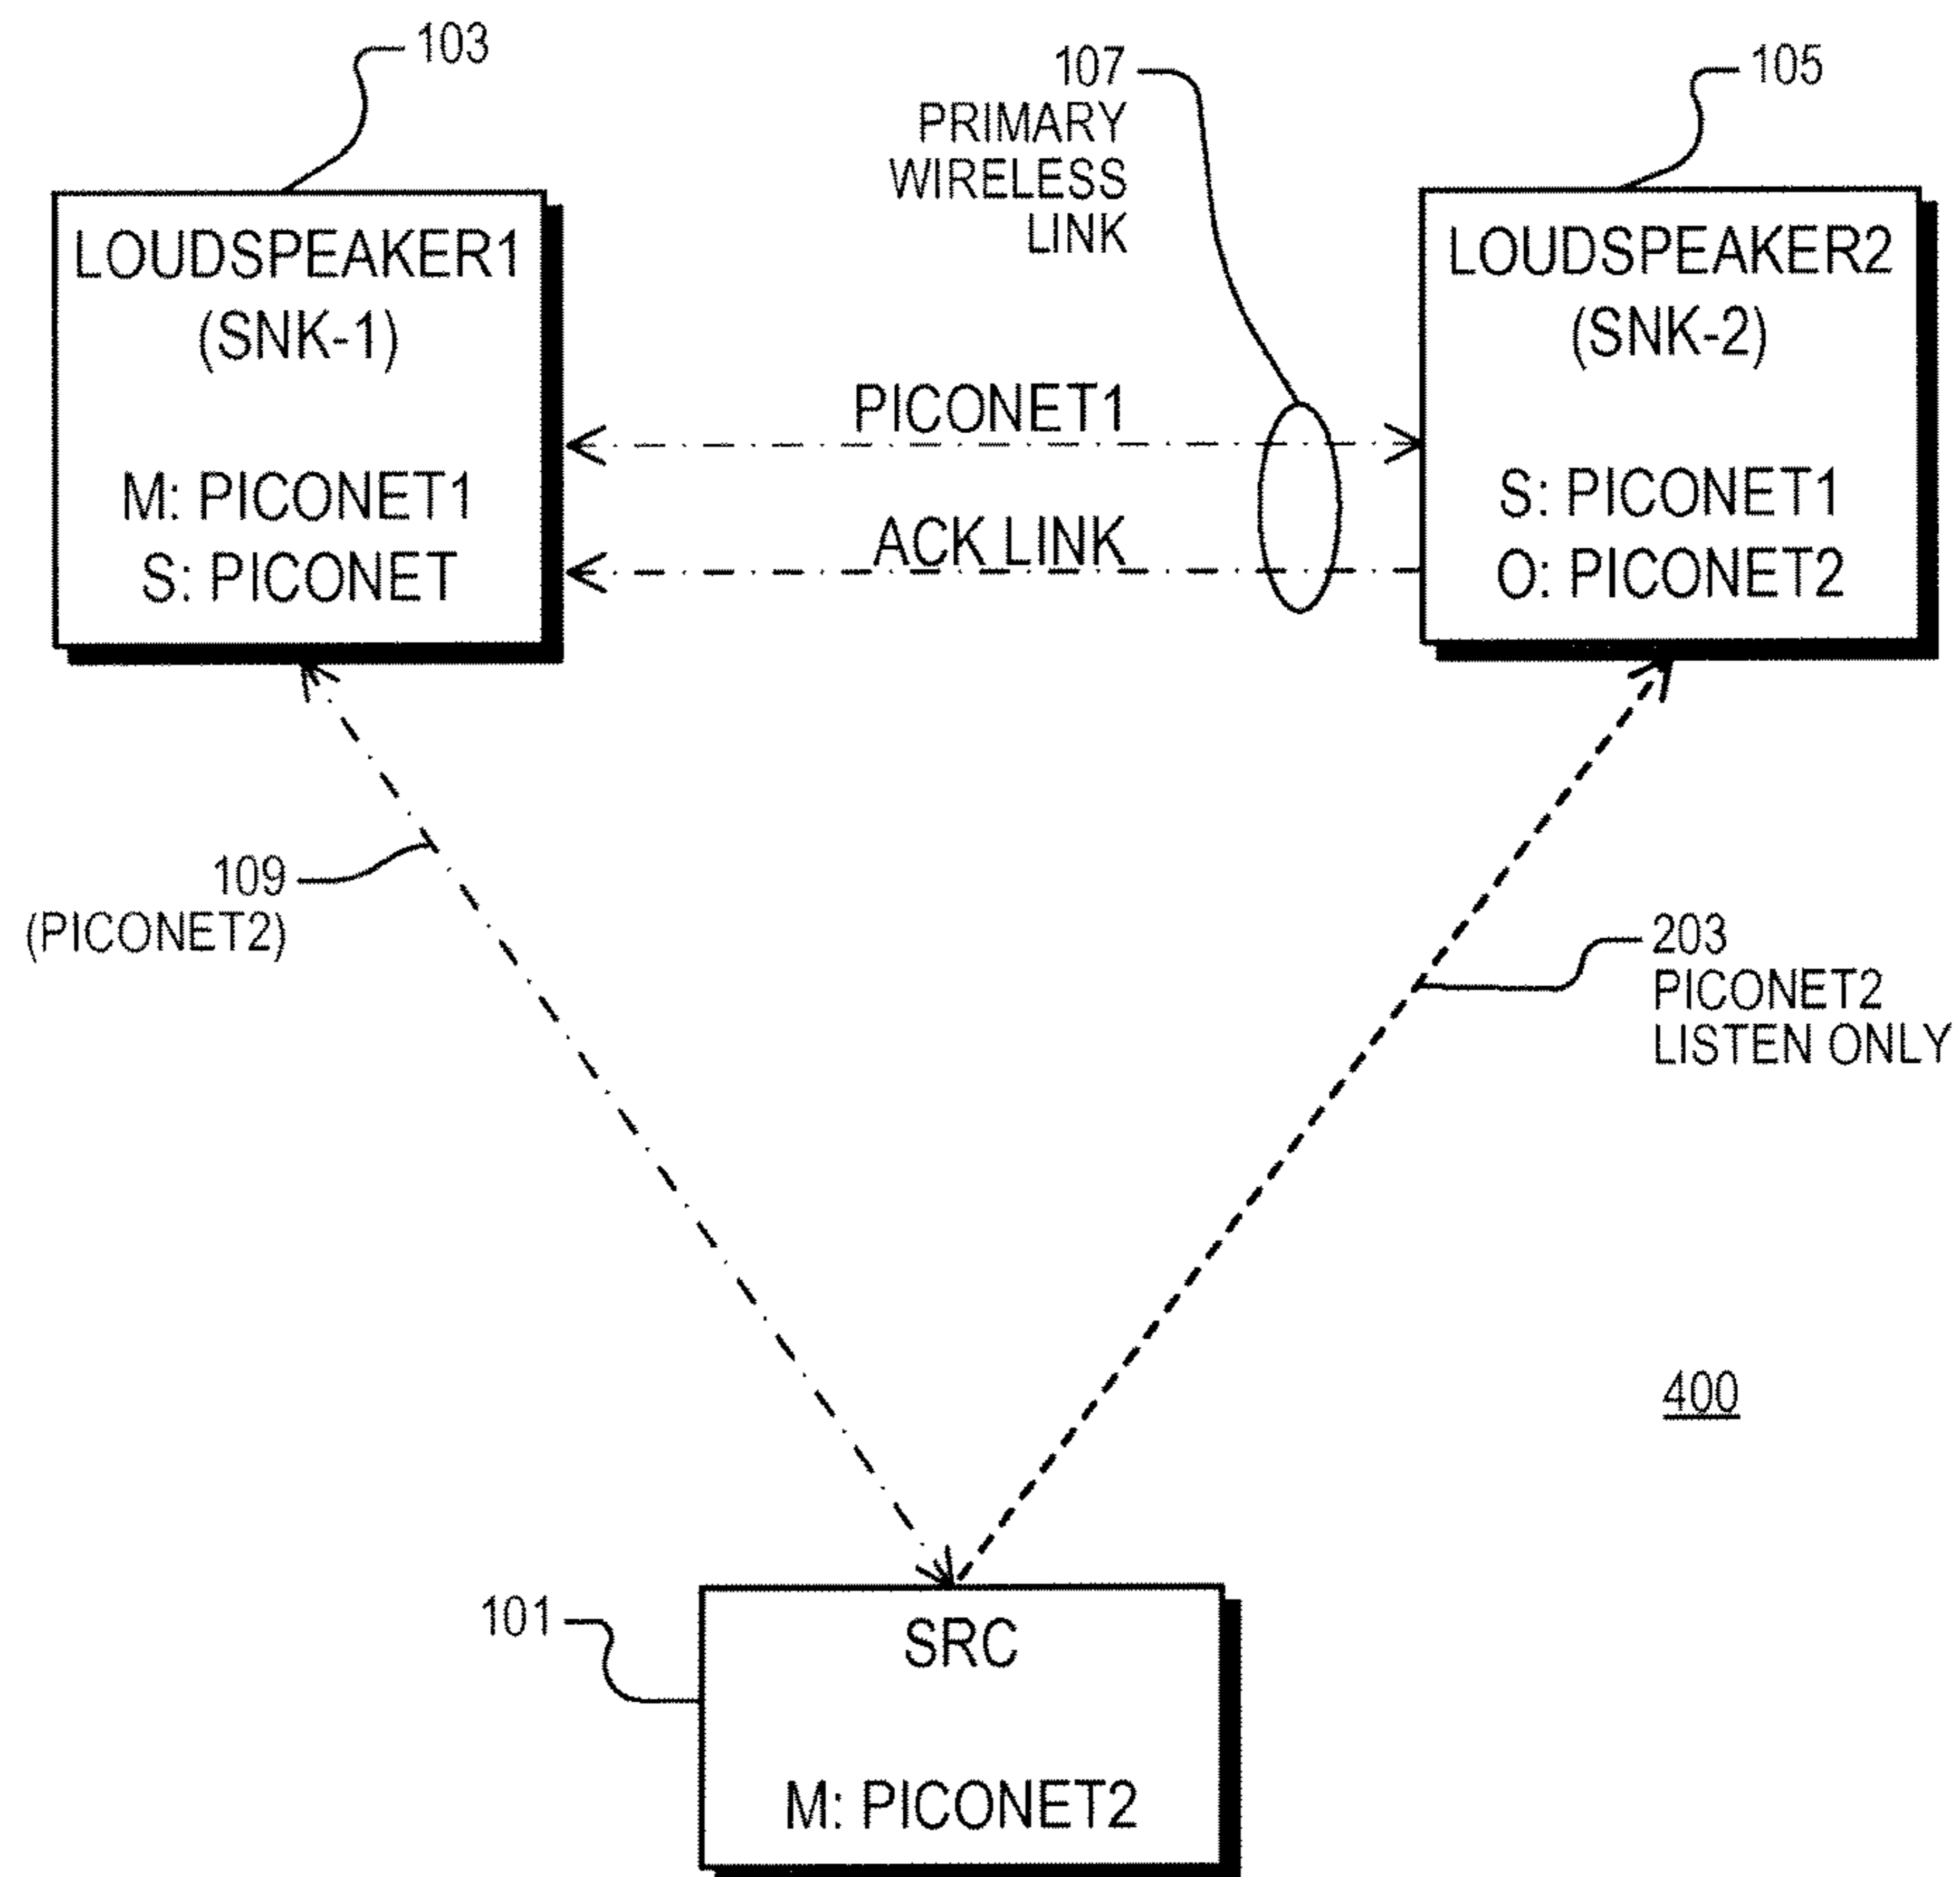 103
107
PRIMARY
WIRELESS
LINK
105
LOUDSPEAKER1
(SNK-1)
M: PICONET1
S: PICONET
PICONET1
ACK LINK
LOUDSPEAKER2
(SNK-2)
S: PICONET1
O: PICONET2
109
(PICONET2)
203
PICONET2
LISTEN ONLY
400
101
SRC
M: PICONET2